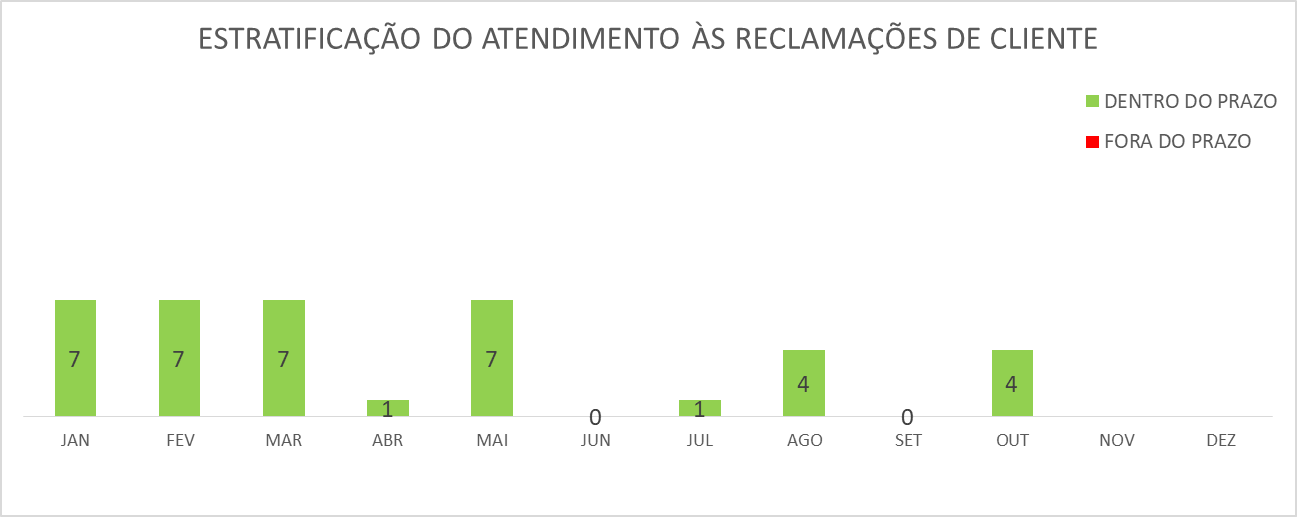 ESTRATIFICAÇÃO DO ATENDIMENTO ÀS RECLAMAÇÕES DE CLIENTE
DENTRO DO PRAZO
FORA DO PRAZO
7 7 7 1 7 0 1 4 0 4
JAN FEV MAR ABR MAI JUN JUL AGO SET OUT NOV DEZ